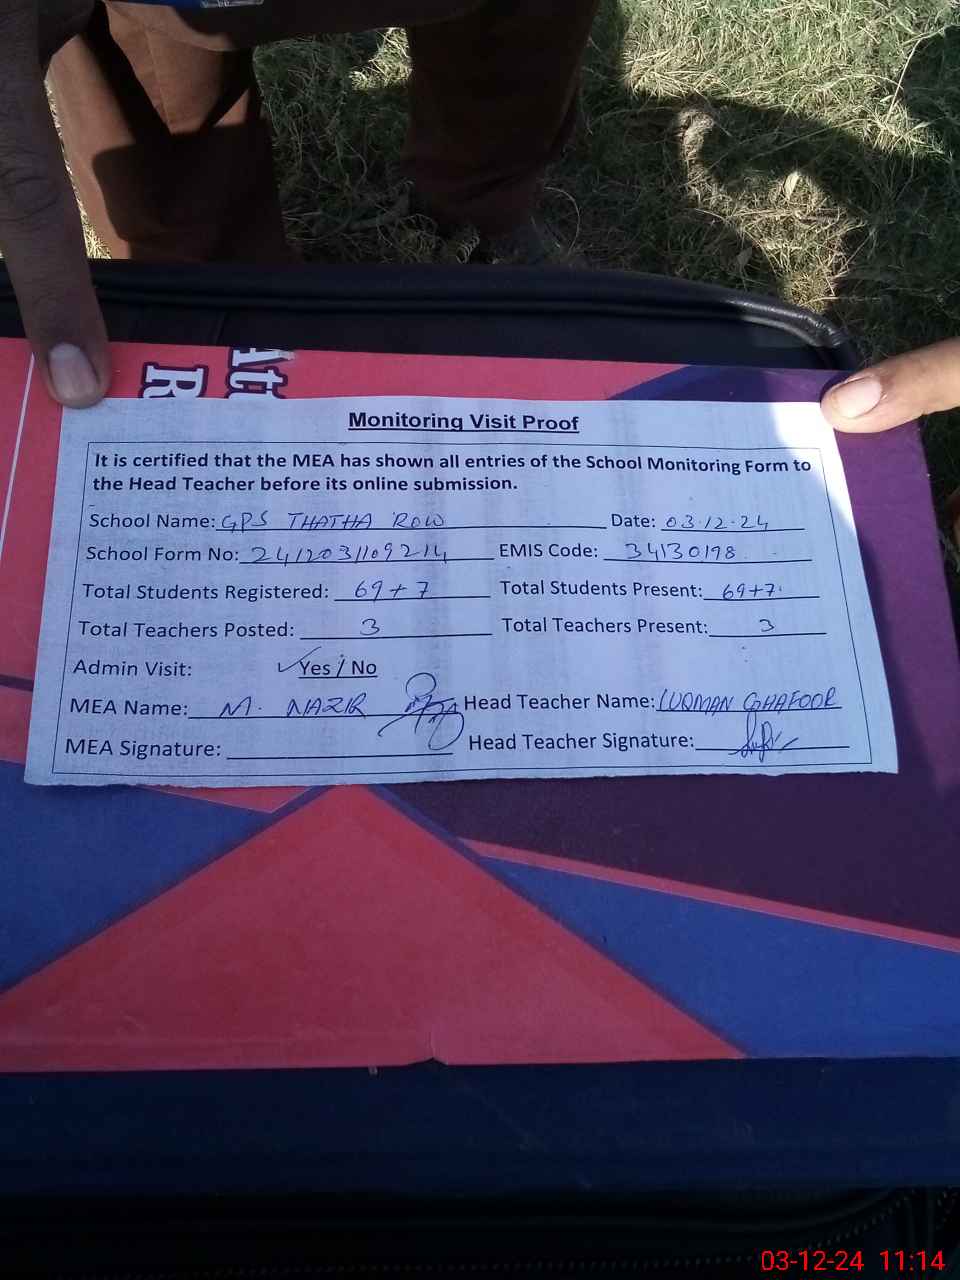 At
R
Monitoring Visit Proof
It is certified that the MEA has shown all entries of the School Monitoring Form to
the Head Teacher before its online submission.
School Name: GPS THATHA ROW Date: 03.12.24
School Form No: 2412031109214 EMIS Code: 34130198
Total Students Registered: 69+7 Total Students Present: 69+7
Total Teachers Posted: 3 Total Teachers Present: 3
Admin Visit: ✓Yes / No
MEA Name: M. NAZIR Head Teacher Name: LUQMAN GHAFOOR
MEA Signature: Head Teacher Signature:
03-12-24 11:14